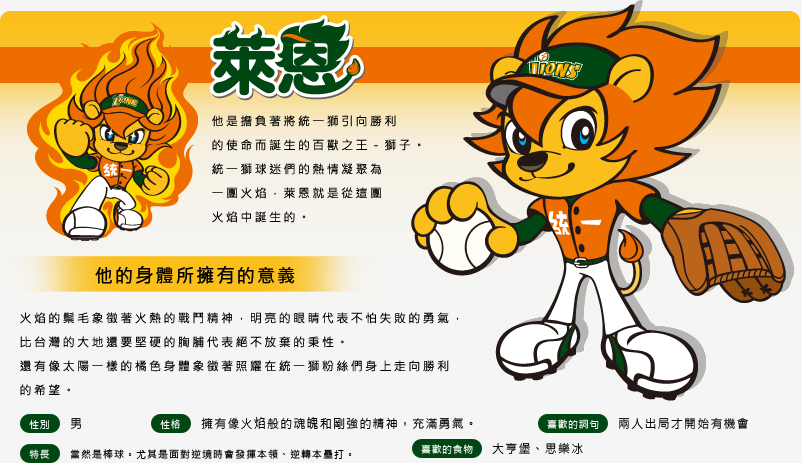 萊恩
LIONS
LIONS
統一
統一
他是擔負著將統一獅引向勝利
的使命而誕生的百獸之王－獅子。
統一獅球迷們的熱情凝聚為
一團火焰，萊恩就是從這團
火焰中誕生的。
他的身體所擁有的意義
火焰的鬃毛象徵著火熱的戰鬥精神，明亮的眼睛代表不怕失敗的勇氣，
比台灣的大地還要堅硬的胸脯代表絕不放棄的秉性。
還有像太陽一樣的橘色身體象徵著照耀在統一獅粉絲們身上走向勝利
的希望。
性別 男 性格 擁有像火焰般的魂魄和剛強的精神，充滿勇氣。 喜歡的詞句 兩人出局才開始有機會
特長 當然是棒球。尤其是面對逆境時會發揮本領、逆轉本壘打。 喜歡的食物 大亨堡、思樂冰